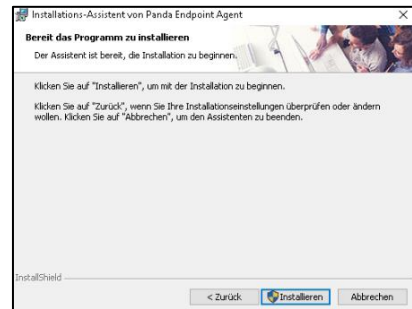 Installations-Assistent von Panda Endpoint Agent
Bereit das Programm zu installieren
Der Assistent ist bereit, die Installation zu beginnen.
Klicken Sie auf "Installieren", um mit der Installation zu beginnen.
Klicken Sie auf "Zurück", wenn Sie Ihre Installationseinstellungen überprüfen oder ändern
wollen. Klicken Sie auf "Abbrechen", um den Assistenten zu beenden.
InstallShield
< Zurück Installieren Abbrechen